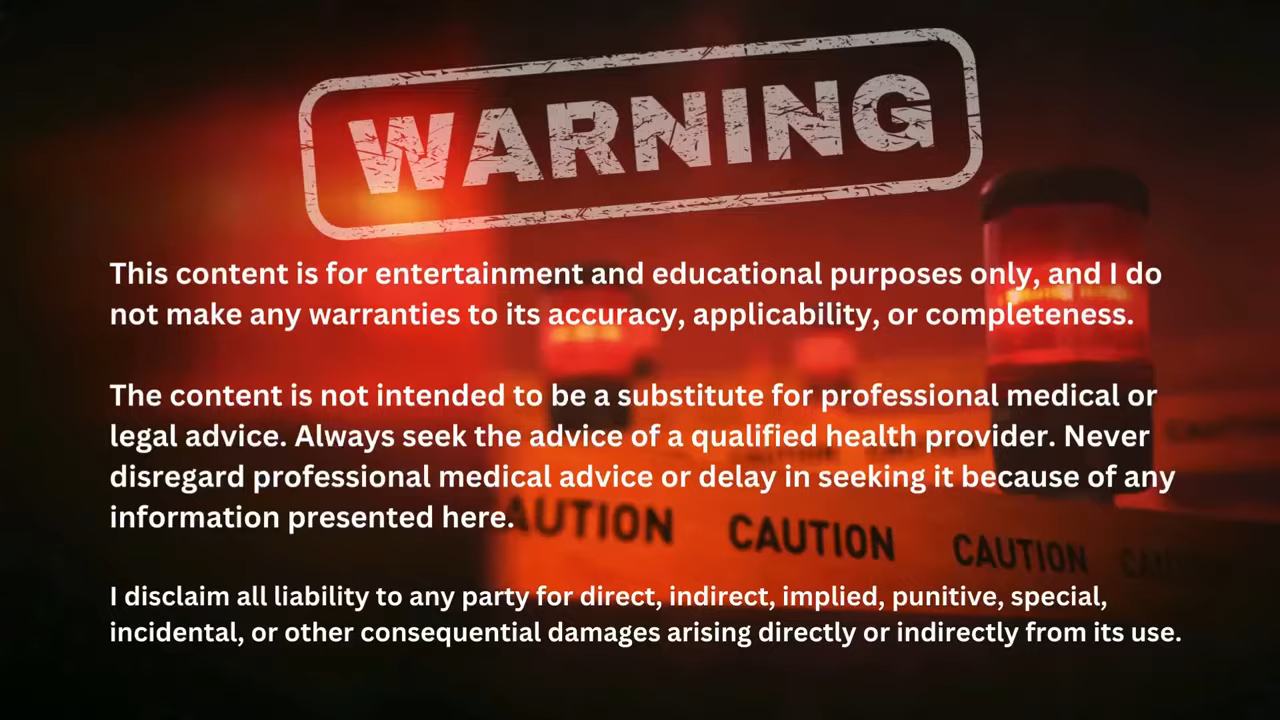 WARNING
This content is for entertainment and educational purposes only, and I do
not make any warranties to its accuracy, applicability, or completeness.
The content is not intended to be a substitute for professional medical or
legal advice. Always seek the advice of a qualified health provider. Never
disregard professional medical advice or delay in seeking it because of any
information presented here.
AUTION CAUTION CAUTION
I disclaim all liability to any party for direct, indirect, implied, punitive, special,
incidental, or other consequential damages arising directly or indirectly from its use.